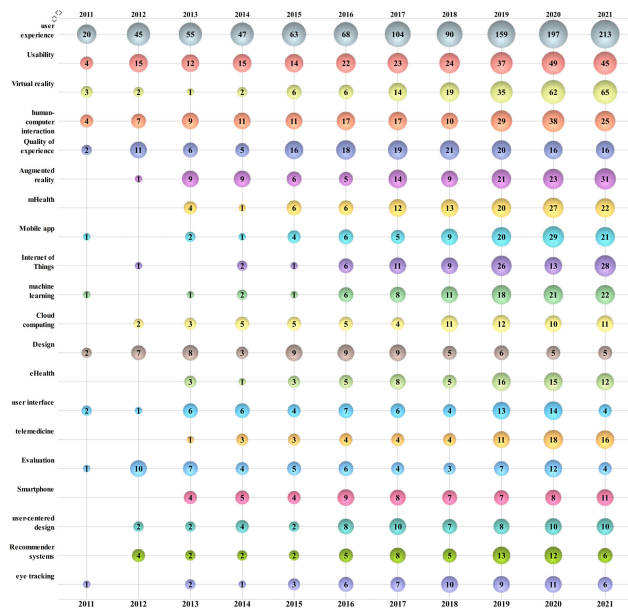 2011 2012 2013 2014 2015 2016 2017 2018 2019 2020 2021
user
experience 20 45 55 47 63 68 104 90 159 197 213
Usability 4 15 12 15 14 22 23 24 37 49 45
Virtual reality 3 2 1 2 6 6 14 19 35 62 65
human-
computer
interaction 4 7 9 11 11 17 17 10 29 38 25
Quality of
experience 2 11 6 5 16 18 19 21 20 16 16
Augmented
reality 1 9 9 6 5 14 9 21 23 31
mHealth 4 1 6 6 12 13 20 27 22
Mobile app 1 2 1 4 6 5 9 20 29 21
Internet of
Things 1 2 1 6 11 9 26 13 28
machine
learning 1 1 2 1 6 8 11 18 21 22
Cloud
computing 2 3 5 5 5 4 11 12 10 11
Design 2 7 8 3 9 9 9 5 6 5 5
eHealth 3 1 3 5 8 5 16 15 12
user interface 2 1 6 6 4 7 6 4 13 14 4
telemedicine 1 3 3 4 4 4 11 18 16
Evaluation 1 10 7 4 5 6 4 3 7 12 4
Smartphone 4 5 4 9 8 7 7 8 11
user-centered
design 2 2 4 2 8 10 7 8 10 10
Recommender
systems 4 2 2 2 5 8 5 13 12 6
eye tracking 1 2 1 3 6 7 10 9 11 6
2011 2012 2013 2014 2015 2016 2017 2018 2019 2020 2021